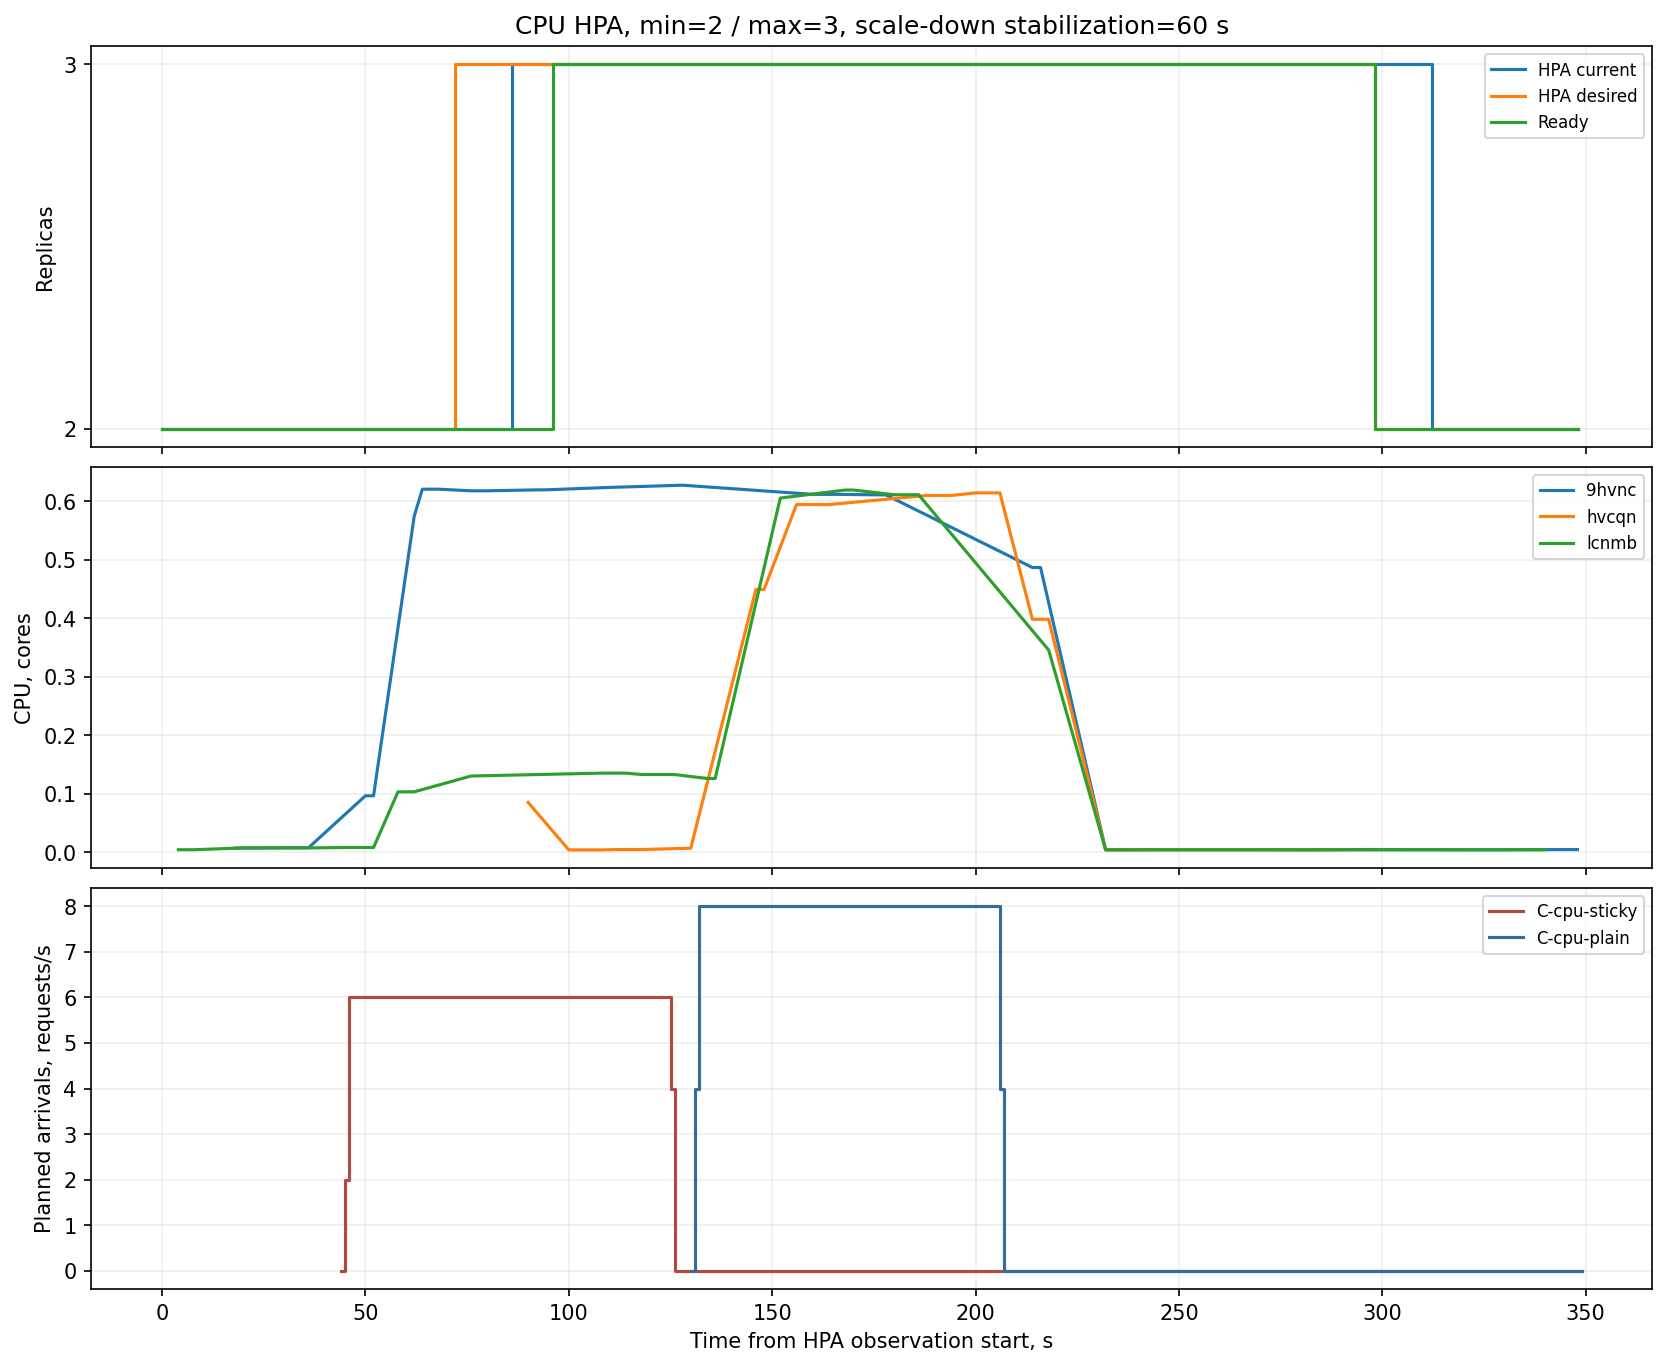 CPU HPA, min=2 / max=3, scale-down stabilization=60 s
Replicas
3
2
HPA current
HPA desired
Ready
CPU, cores
0.6
0.5
0.4
0.3
0.2
0.1
0.0
9hvnc
hvcqn
lcnmb
Planned arrivals, requests/s
8
7
6
5
4
3
2
1
0
C-cpu-sticky
C-cpu-plain
0 50 100 150 200 250 300 350
Time from HPA observation start, s